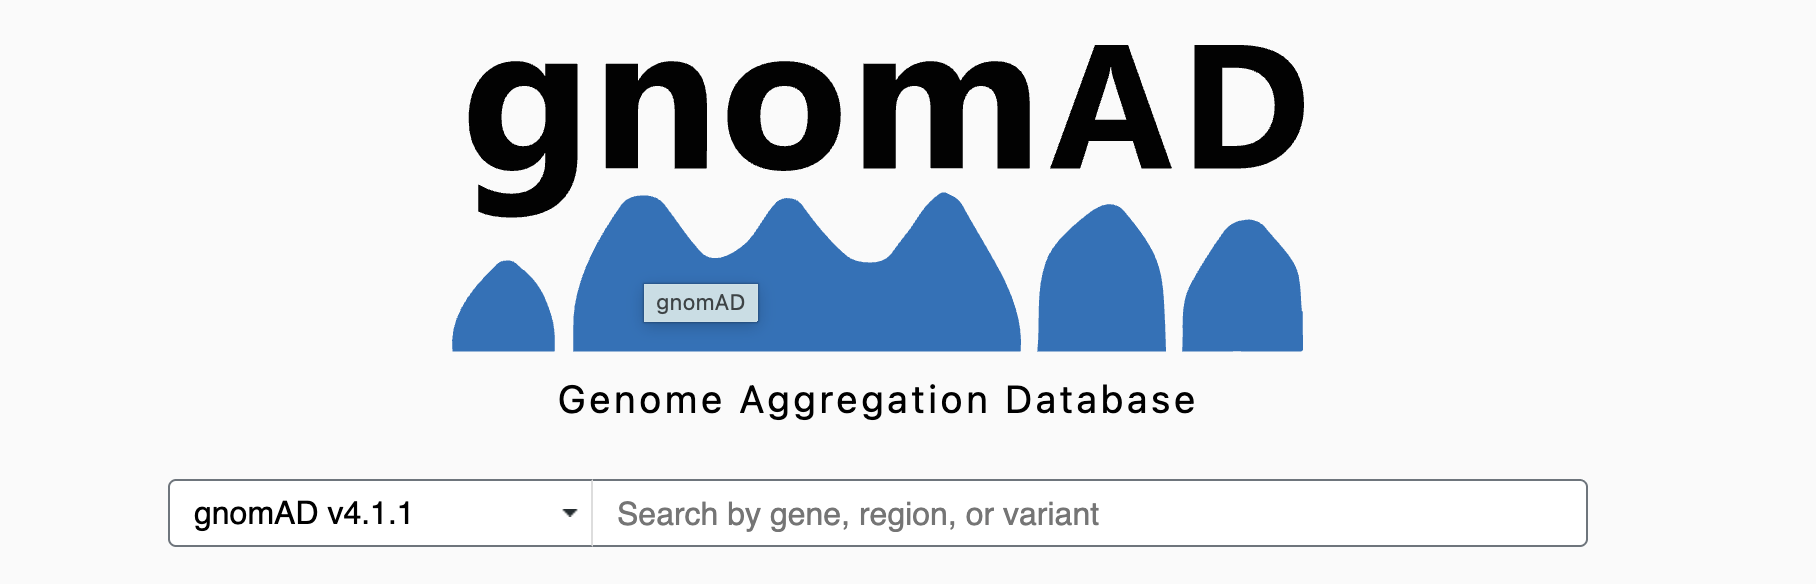 gnomAD
gnomAD
Genome Aggregation Database
gnomAD v4.1.1
Search by gene, region, or variant